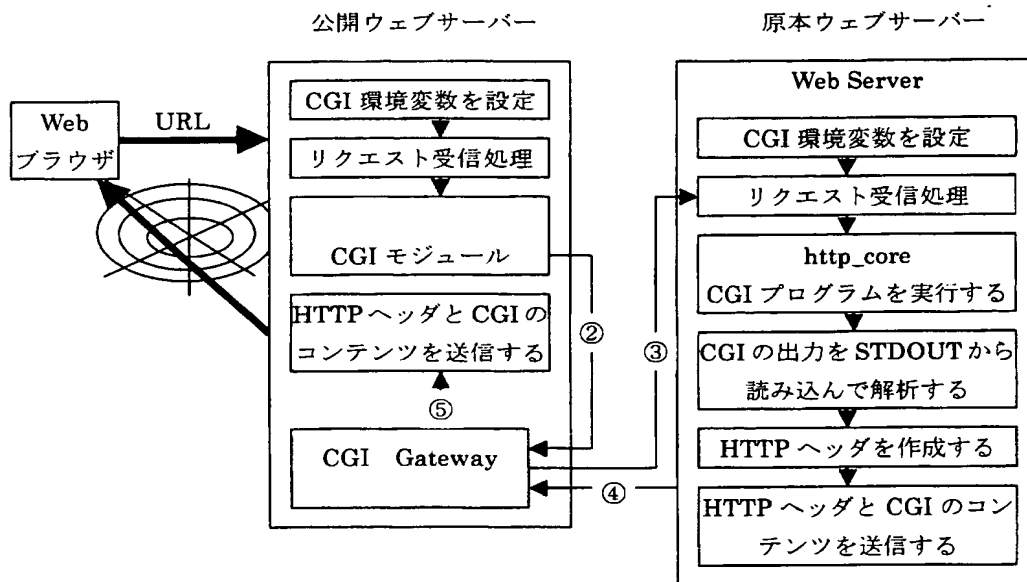 公開ウェブサーバー
原本ウェブサーバー
Web
ブラウザ
URL
CGI 環境変数を設定
リクエスト受信処理
CGI モジュール
HTTP ヘッダと CGI の
コンテンツを送信する
②
③
⑤
CGI Gateway
④
Web Server
CGI 環境変数を設定
リクエスト受信処理
http_core
CGI プログラムを実行する
CGI の出力を STDOUT から
読み込んで解析する
HTTP ヘッダを作成する
HTTP ヘッダと CGI のコン
テンツを送信する